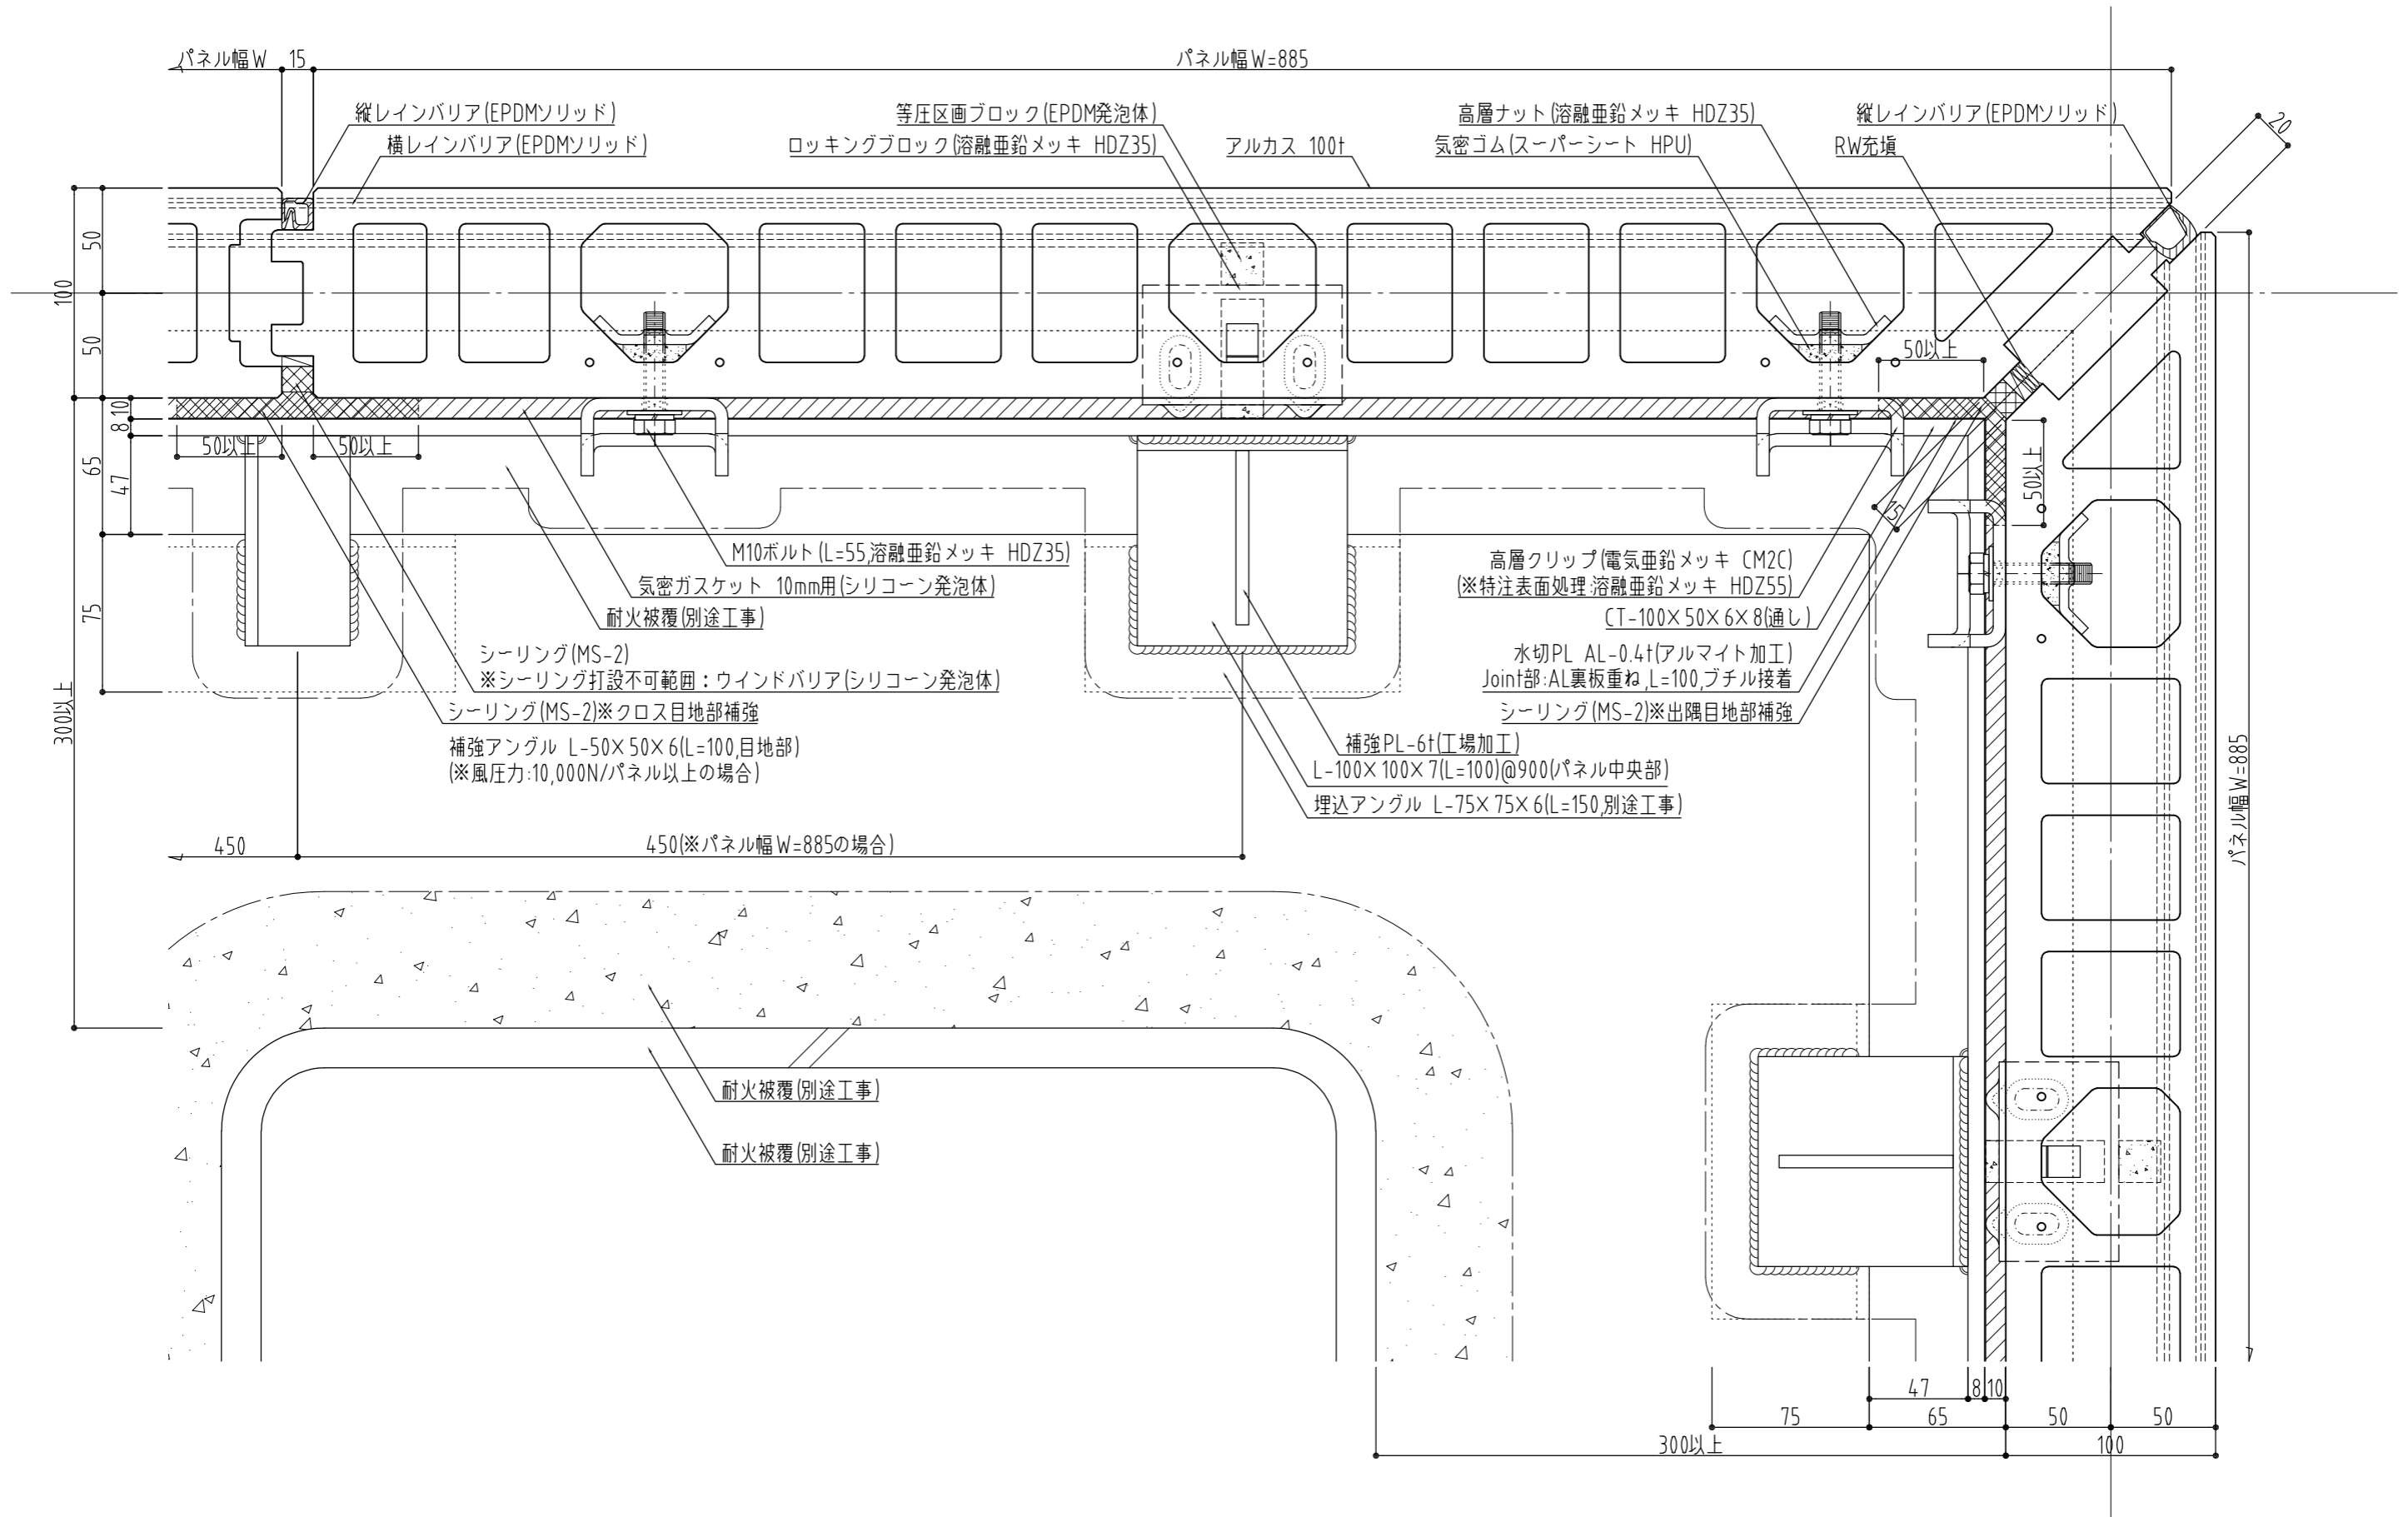 パネル幅W
15
パネル幅W=885
縦レインバリア(EPDMソリッド)
横レインバリア(EPDMソリッド)
等圧区画ブロック(EPDM発泡体)
ロッキングブロック(溶融亜鉛メッキ HDZ35)
アルカス 100t
高層ナット(溶融亜鉛メッキ HDZ35)
気密ゴム(スーパーシート HPU)
縦レインバリア(EPDMソリッド)
RW充填
20
50
100
50
10
8
65
47
75
300以上
50以上
50以上
50以上
50以上
15
M10ボルト(L=55,溶融亜鉛メッキ HDZ35)
気密ガスケット 10mm用(シリコーン発泡体)
耐火被覆(別途工事)
シーリング(MS-2)
※シーリング打設不可範囲：ウインドバリア(シリコーン発泡体)
シーリング(MS-2)※クロス目地部補強
補強アングル L-50×50×6(L=100,目地部)
(※風圧力:10,000N/パネル以上の場合)
高層クリップ(電気亜鉛メッキ CM2C)
(※特注表面処理:溶融亜鉛メッキ HDZ55)
CT-100×50×6×8(通し)
水切PL AL-0.4t(アルマイト加工)
Joint部:AL裏板重ね,L=100,ブチル接着
シーリング(MS-2)※出隅目地部補強
補強PL-6t(工場加工)
L-100×100×7(L=100)@900(パネル中央部)
埋込アングル L-75×75×6(L=150,別途工事)
450
450(※パネル幅W=885の場合)
パネル幅W=885
耐火被覆(別途工事)
耐火被覆(別途工事)
47
8
10
75
65
50
50
300以上
100